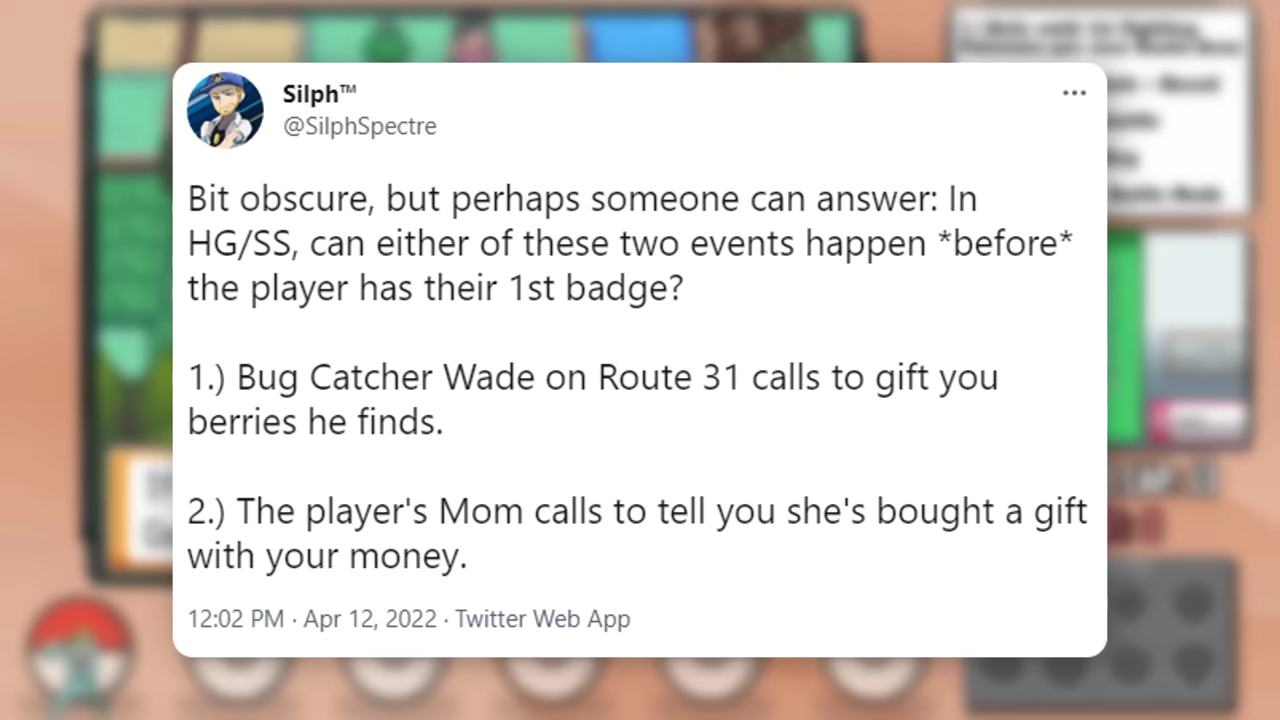 Silph™
@SilphSpectre
Bit obscure, but perhaps someone can answer: In
HG/SS, can either of these two events happen *before*
the player has their 1st badge?
1.) Bug Catcher Wade on Route 31 calls to gift you
berries he finds.
2.) The player's Mom calls to tell you she's bought a gift
with your money.
12:02 PM · Apr 12, 2022 · Twitter Web App